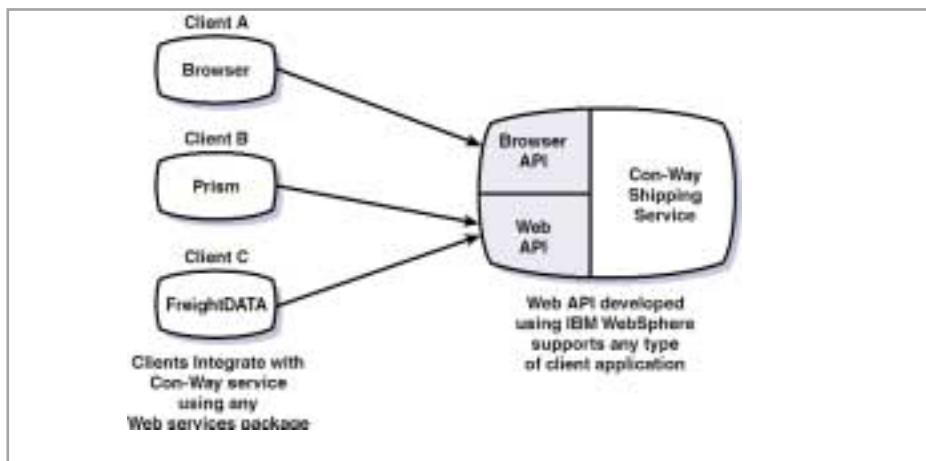 Client A
Browser
Client B
Prism
Client C
FreightDATA
Clients Integrate with
Con-Way service
using any
Web services package
Browser
API
Web
API
Con-Way
Shipping
Service
Web API developed
using IBM WebSphere
supports any type
of client application